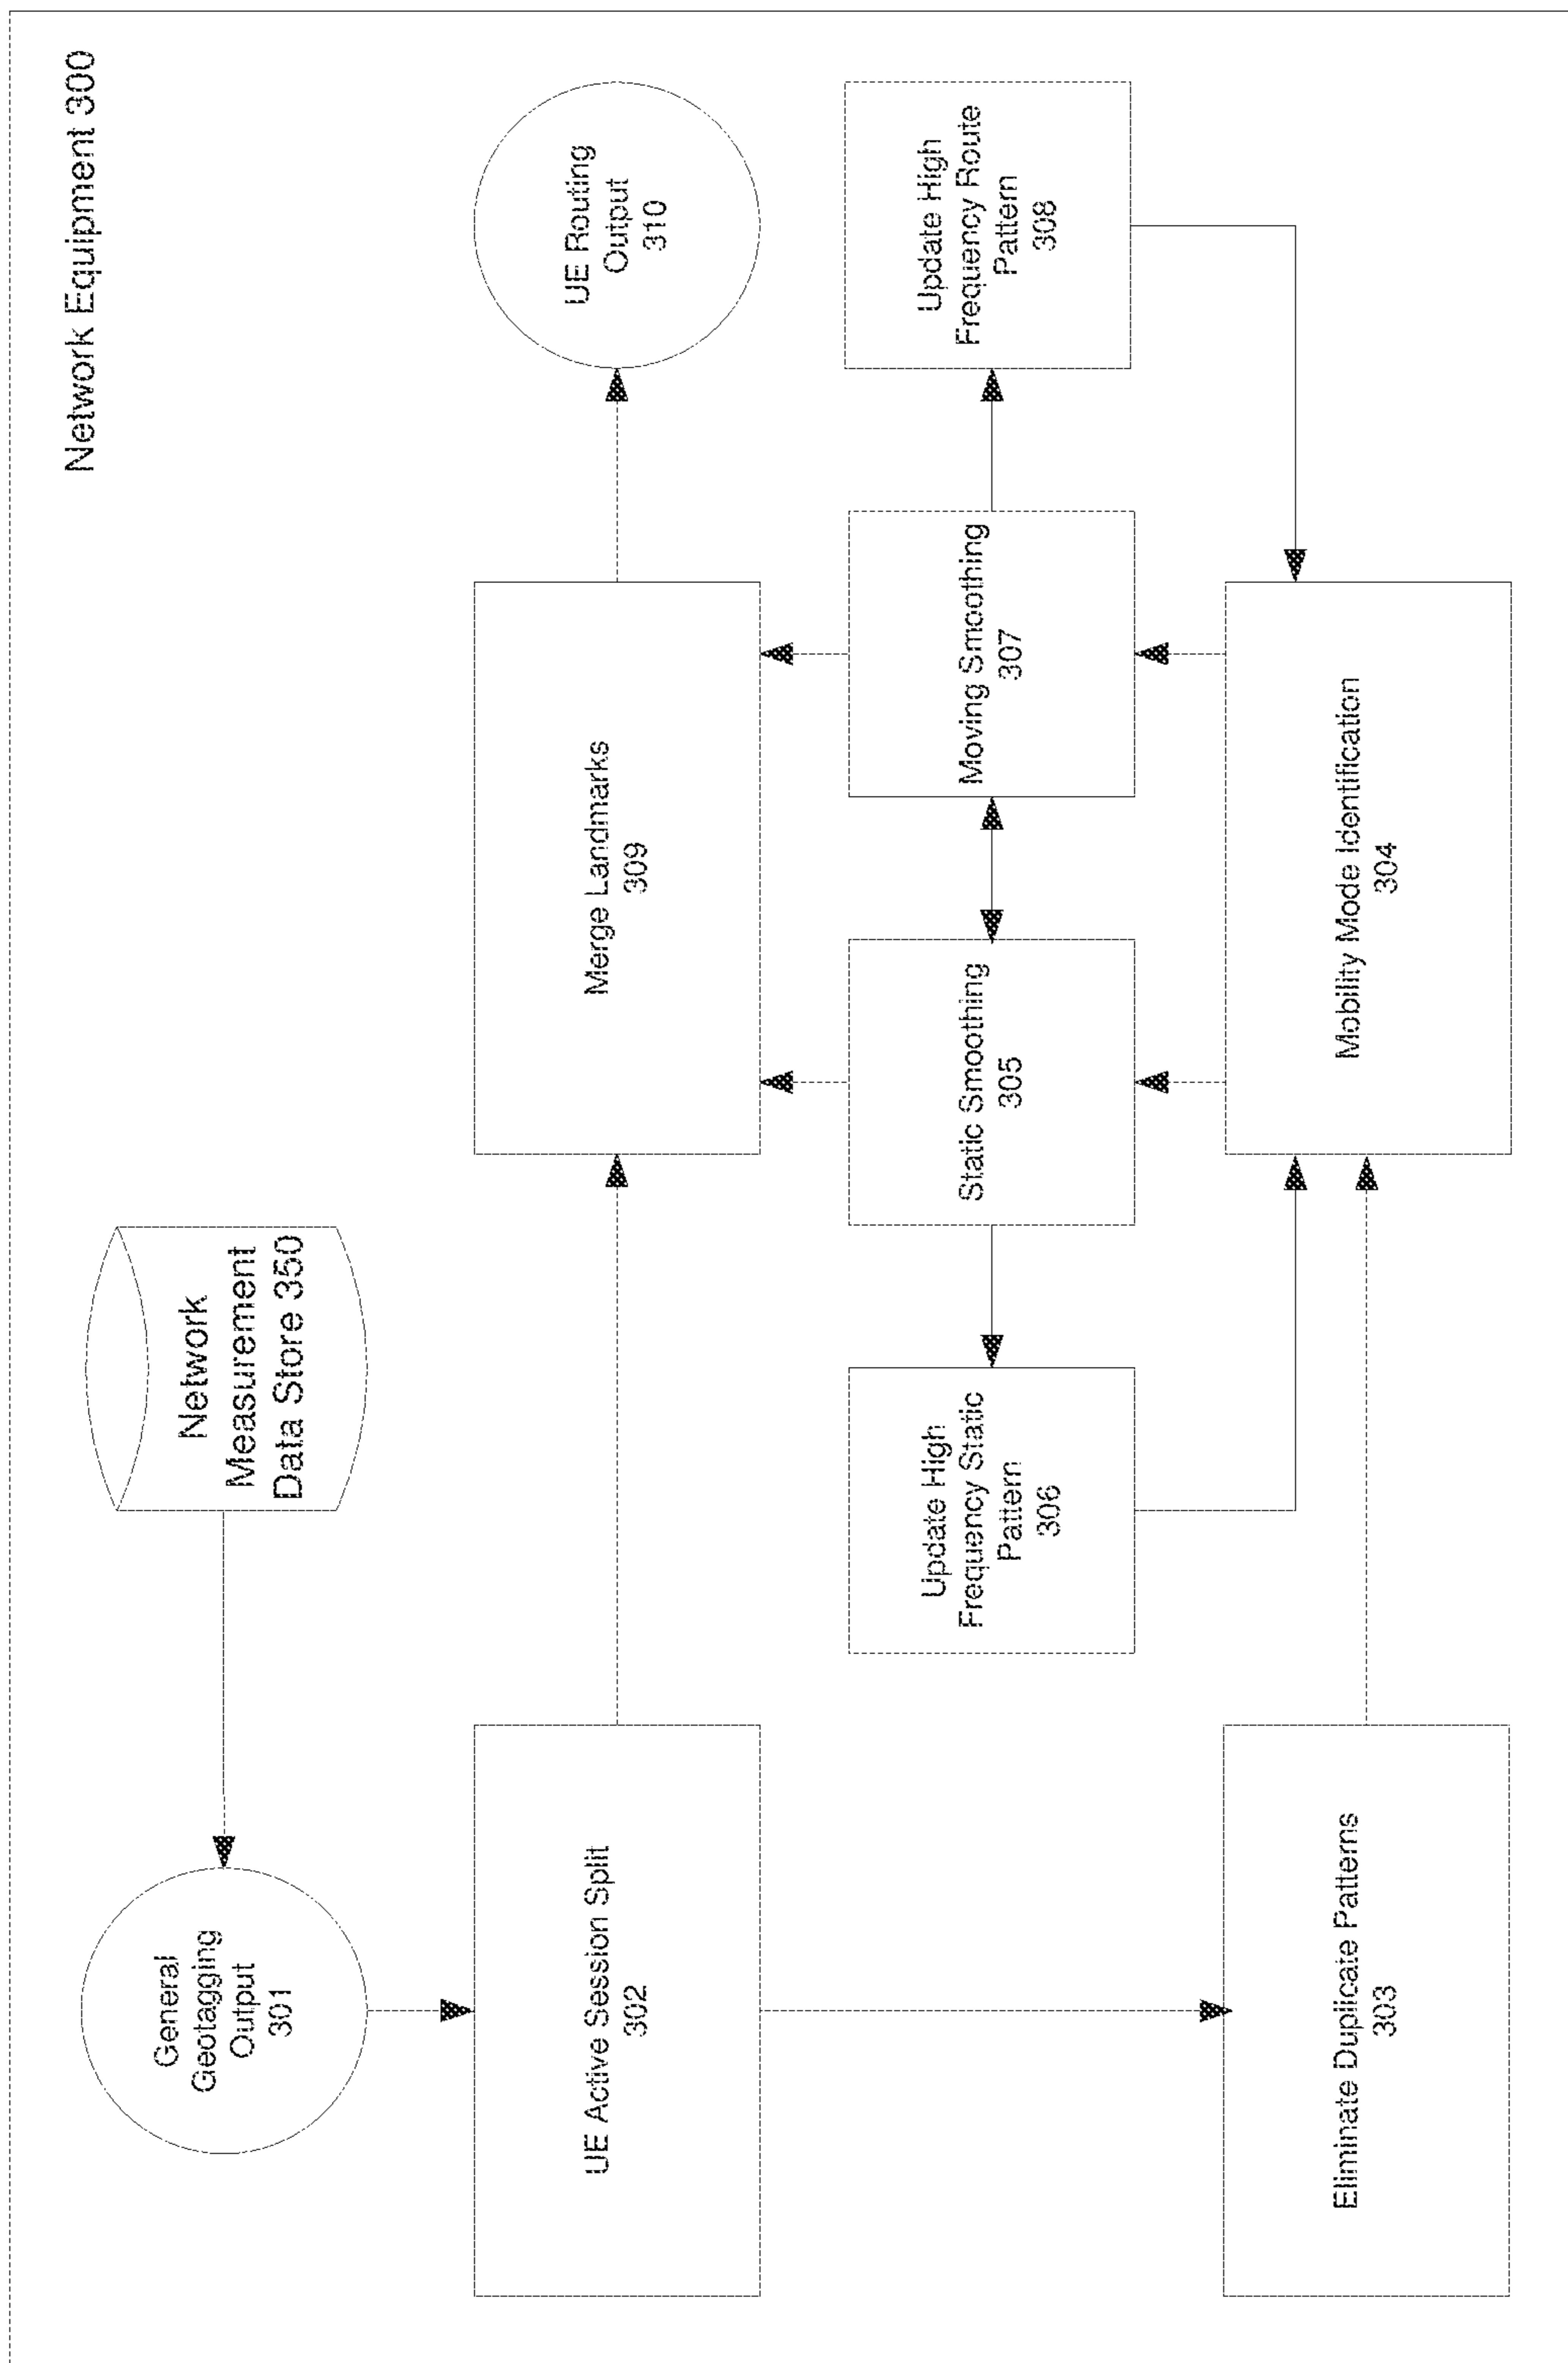 Network Equipment 300
General
Geotagging
Output
301
Network
Measurement
Data Store 350
UE Active Session Split
302
Merge Landmarks
309
UE Routing
Output
310
Update High
Frequency Static
Pattern
306
Static Smoothing
305
Moving Smoothing
307
Update High
Frequency Route
Pattern
308
Eliminate Duplicate Patterns
303
Mobility Mode Identification
304